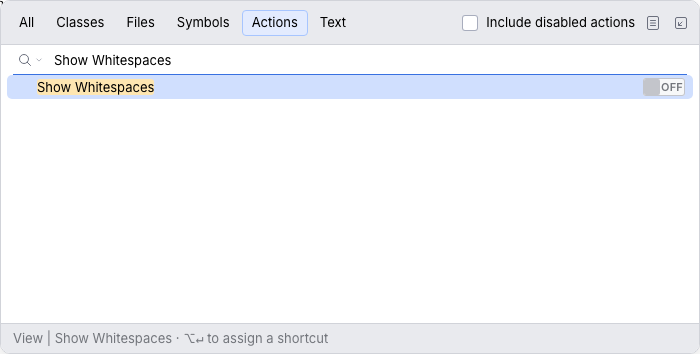 All Classes Files Symbols Actions Text Include disabled actions
Show Whitespaces
Show Whitespaces OFF
View | Show Whitespaces · ⌥↵ to assign a shortcut